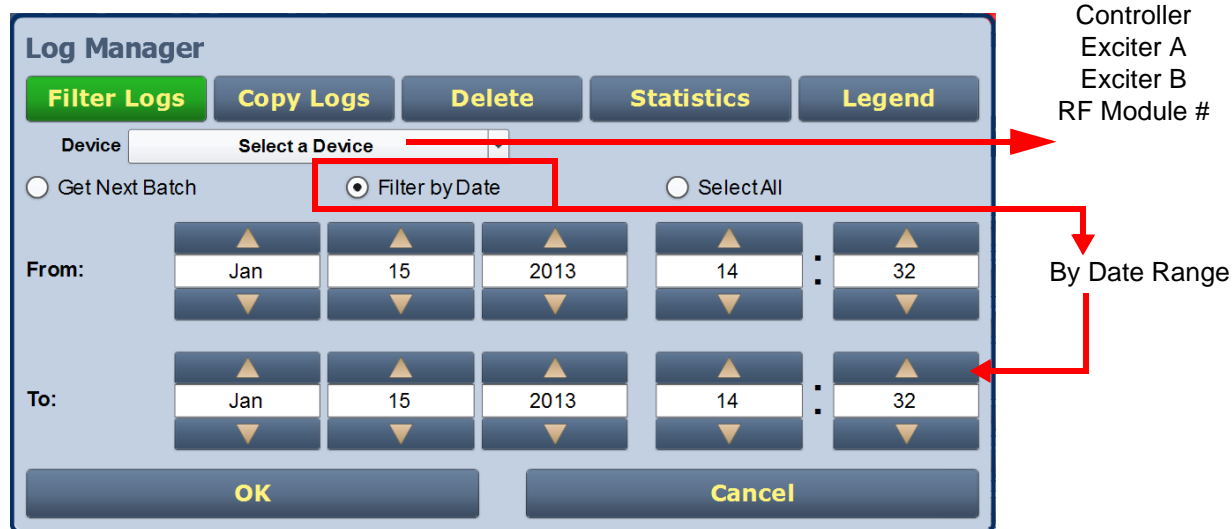 Log Manager
Filter Logs Copy Logs Delete Statistics Legend
Device Select a Device
Controller
Exciter A
Exciter B
RF Module #
Get Next Batch Filter by Date Select All
From: Jan 15 2013 14 : 32
By Date Range
To: Jan 15 2013 14 : 32
OK Cancel